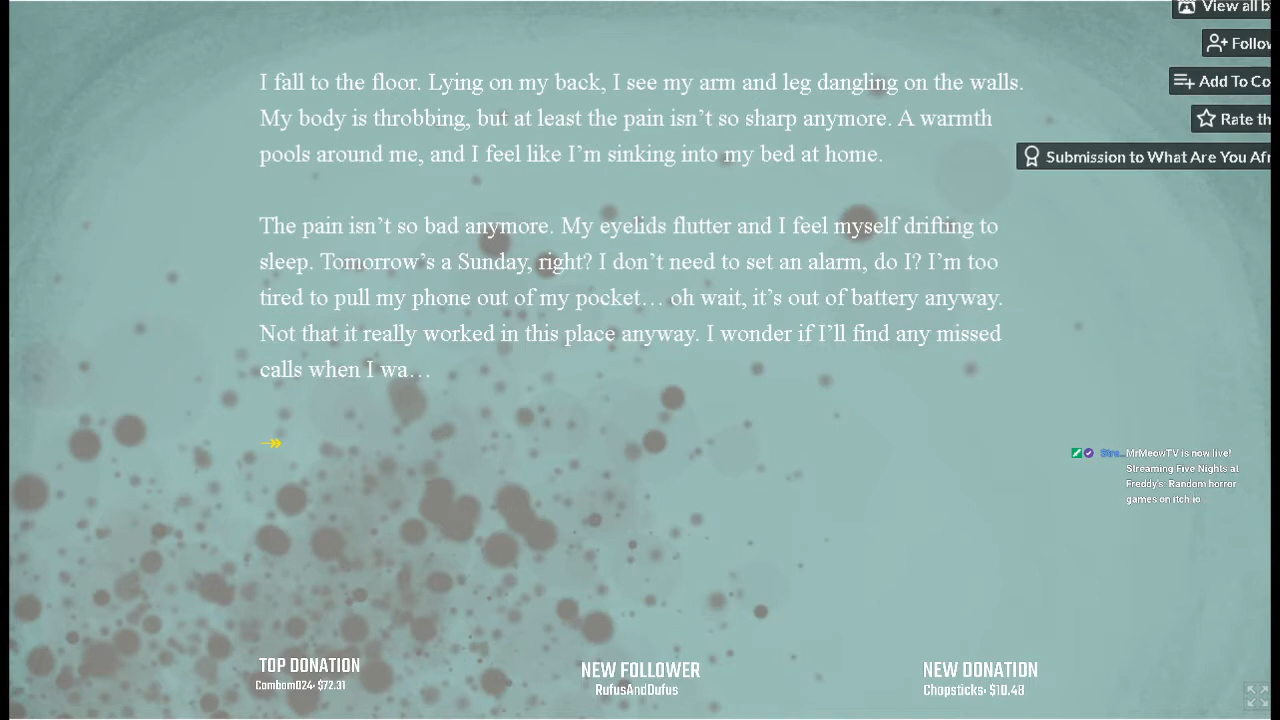 View all b
Follow
Add To Co
Rate th
Submission to What Are You Afr
I fall to the floor. Lying on my back, I see my arm and leg dangling on the walls.
My body is throbbing, but at least the pain isn’t so sharp anymore. A warmth
pools around me, and I feel like I’m sinking into my bed at home.
The pain isn’t so bad anymore. My eyelids flutter and I feel myself drifting to
sleep. Tomorrow’s a Sunday, right? I don’t need to set an alarm, do I? I’m too
tired to pull my phone out of my pocket… oh wait, it’s out of battery anyway.
Not that it really worked in this place anyway. I wonder if I’ll find any missed
calls when I wa…
Stre... MrMeowTV is now live!
Streaming Five Nights at
Freddy's: Random horror
games on itch.io
TOP DONATION
Combom024: $72.31
NEW FOLLOWER
RufusAndDufus
NEW DONATION
Chopsticks: $10.48